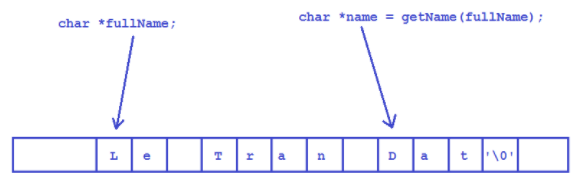 char *fullName;
char *name = getName(fullName);
L e T r a n D a t '\0'